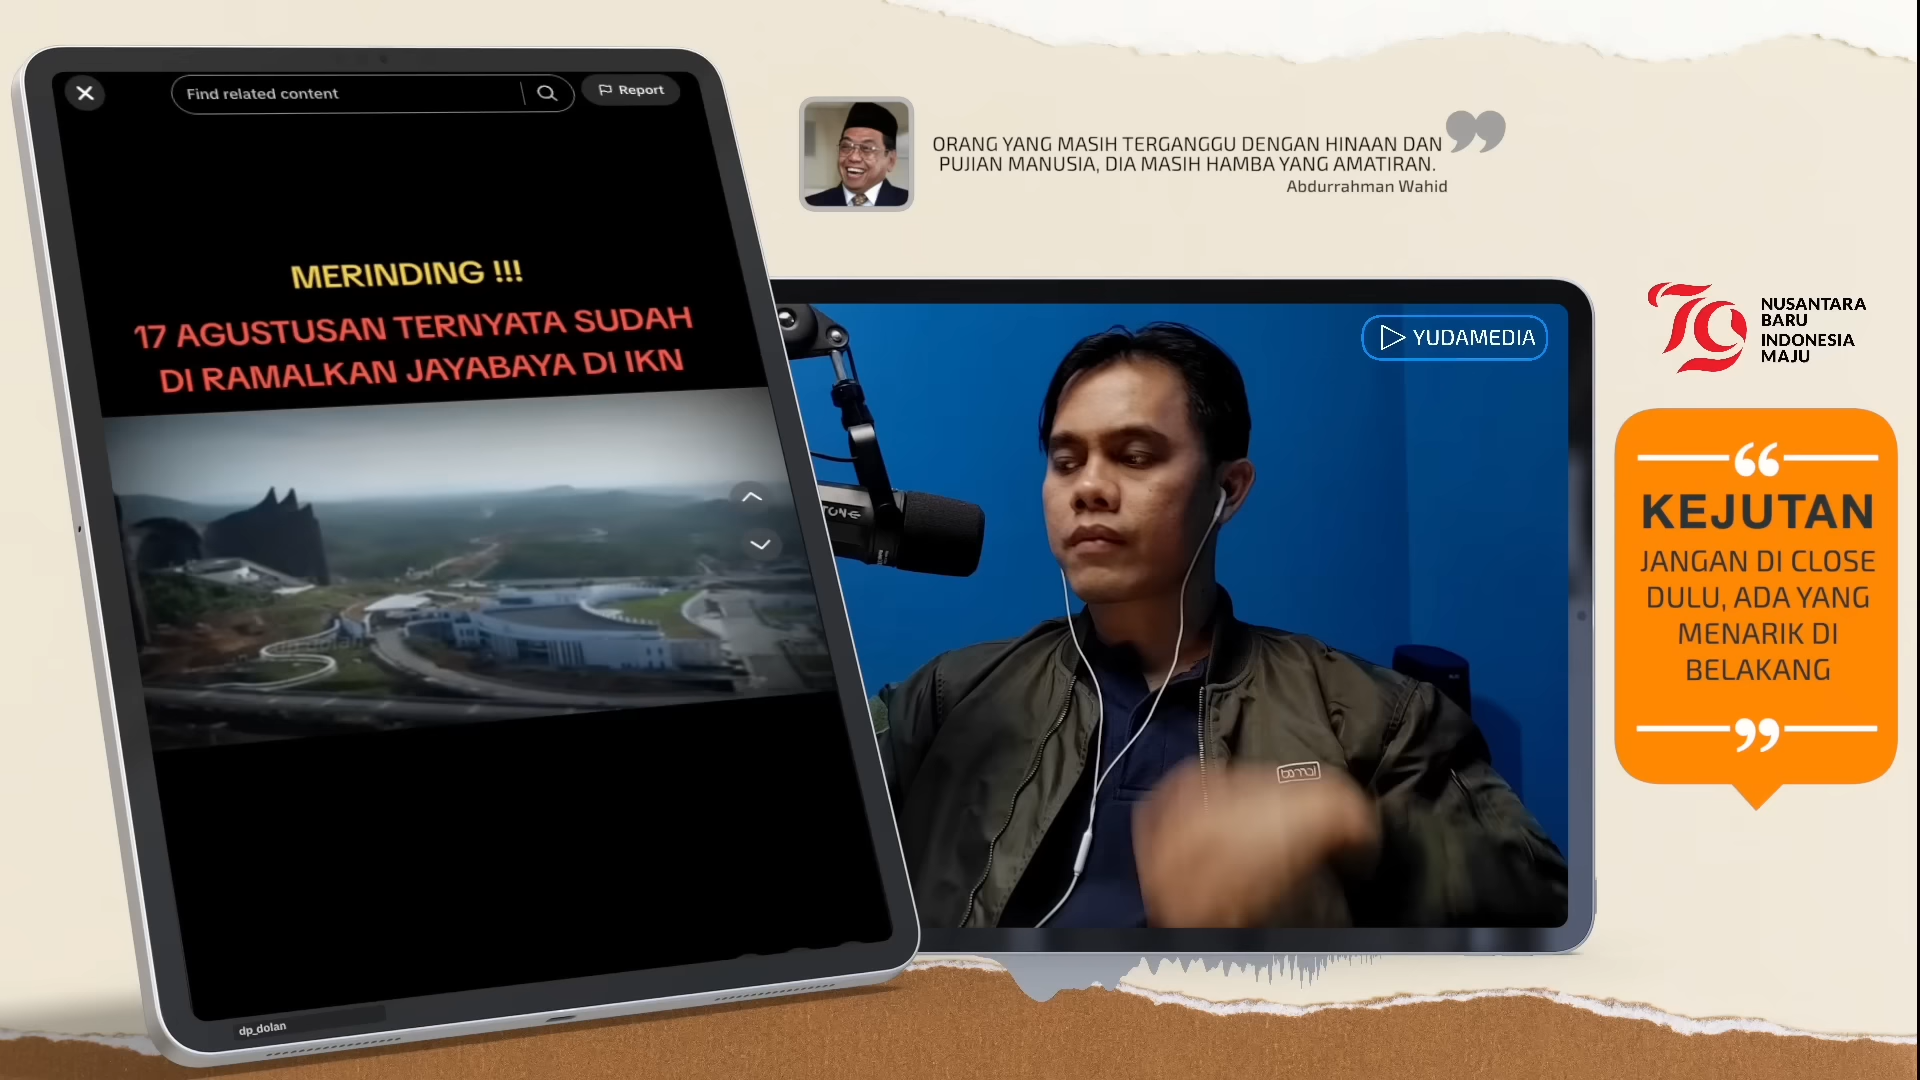 Find related content
Report
MERINDING !!!
17 AGUSTUSAN TERNYATA SUDAH
DI RAMALKAN JAYABAYA DI IKN
dp_dolan
ORANG YANG MASIH TERGANGGU DENGAN HINAAN DAN
PUJIAN MANUSIA, DIA MASIH HAMBA YANG AMATIRAN.
Abdurrahman Wahid
YUDAMEDIA
79
NUSANTARA
BARU
INDONESIA
MAJU
KEJUTAN
JANGAN DI CLOSE
DULU, ADA YANG
MENARIK DI
BELAKANG